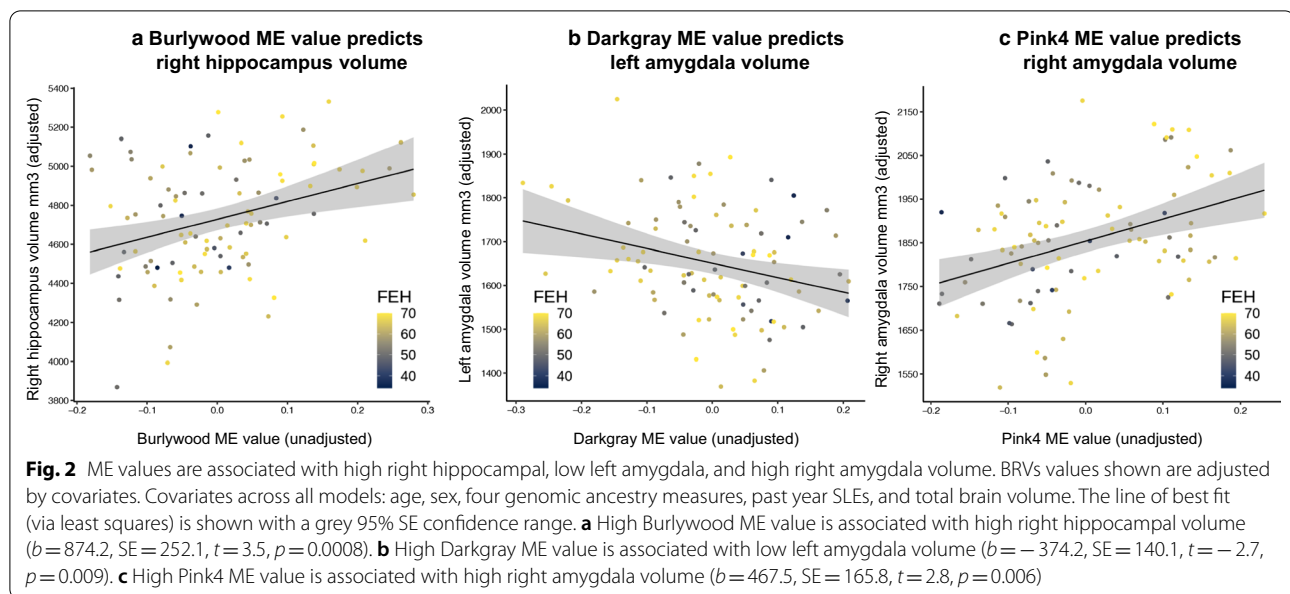 a Burlywood ME value predicts
right hippocampus volume
Right hippocampus volume mm3 (adjusted)
5400
5200
5000
4800
4600
4400
4200
4000
3800
−0.2
−0.1
0.0
0.1
0.2
0.3
Burlywood ME value (unadjusted)
FEH
70
60
50
40
b Darkgray ME value predicts
left amygdala volume
Left amygdala volume mm3 (adjusted)
2000
1900
1800
1700
1600
1500
1400
−0.3
−0.2
−0.1
0.0
0.1
0.2
Darkgray ME value (unadjusted)
FEH
70
60
50
40
c Pink4 ME value predicts
right amygdala volume
Right amygdala volume mm3 (adjusted)
2150
2050
1950
1850
1750
1650
1550
−0.2
−0.1
0.0
0.1
0.2
Pink4 ME value (unadjusted)
FEH
70
60
50
40
Fig. 2 ME values are associated with high right hippocampal, low left amygdala, and high right amygdala volume. BRVs values shown are adjusted
by covariates. Covariates across all models: age, sex, four genomic ancestry measures, past year SLEs, and total brain volume. The line of best fit
(via least squares) is shown with a grey 95% SE confidence range. a High Burlywood ME value is associated with high right hippocampal volume
(b = 874.2, SE = 252.1, t = 3.5, p = 0.0008). b High Darkgray ME value is associated with low left amygdala volume (b = − 374.2, SE = 140.1, t = − 2.7,
p = 0.009). c High Pink4 ME value is associated with high right amygdala volume (b = 467.5, SE = 165.8, t = 2.8, p = 0.006)